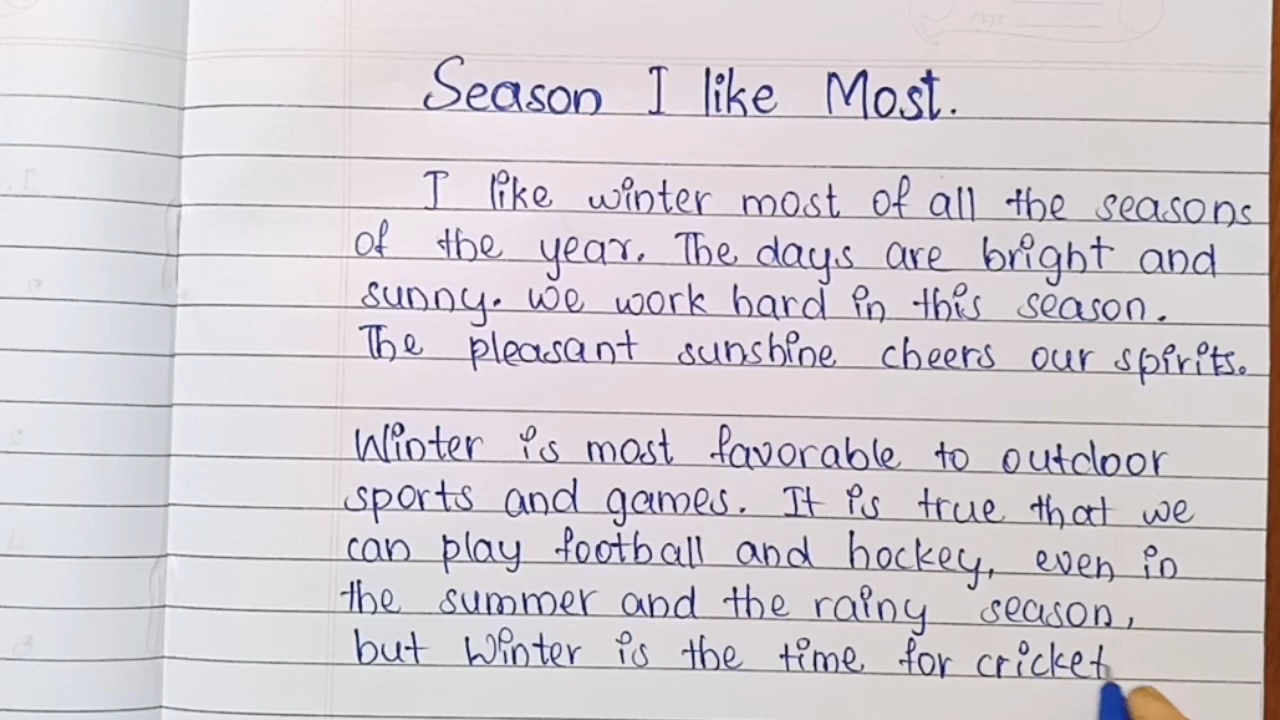 Season I like Most.
I like winter most of all the seasons
of the year. The days are bright and
sunny. We work hard in this season.
The pleasant sunshine cheers our spirits.
Winter is most favorable to outdoor
sports and games. It is true that we
can play football and hockey, even in
the summer and the rainy season,
but Winter is the time for cricket